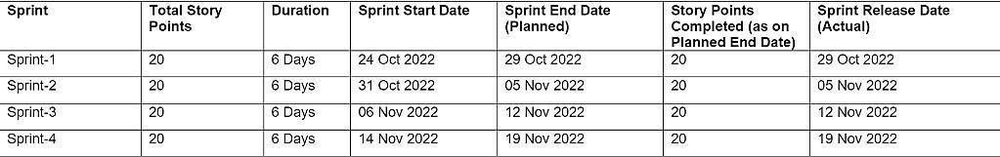 Sprint Total Story Points Duration Sprint Start Date Sprint End Date (Planned) Story Points Completed (as on Planned End Date) Sprint Release Date (Actual)
Sprint-1 20 6 Days 24 Oct 2022 29 Oct 2022 20 29 Oct 2022
Sprint-2 20 6 Days 31 Oct 2022 05 Nov 2022 20 05 Nov 2022
Sprint-3 20 6 Days 06 Nov 2022 12 Nov 2022 20 12 Nov 2022
Sprint-4 20 6 Days 14 Nov 2022 19 Nov 2022 20 19 Nov 2022